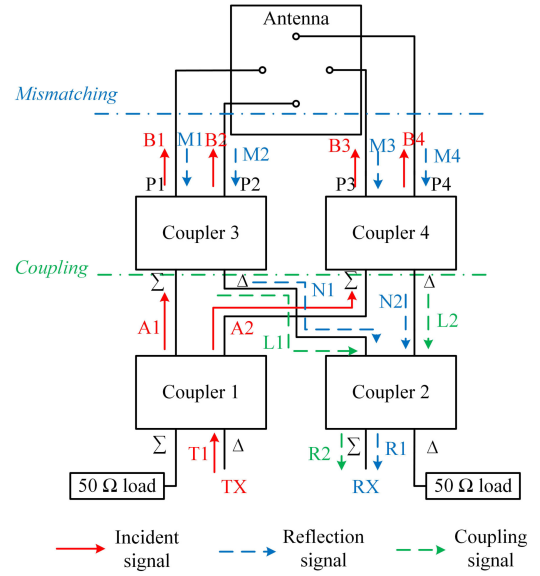 Antenna
Mismatching
B1 M1 B2 M2 B3 M3 B4 M4
P1 P2 P3 P4
Coupler 3 Coupler 4
Coupling
Σ Δ Σ Δ
N1 N2
A1 A2 L1 L2
Coupler 1 Coupler 2
Σ Δ Σ Δ
T1 R2 R1
50 Ω load TX RX 50 Ω load
Incident signal
Reflection signal
Coupling signal